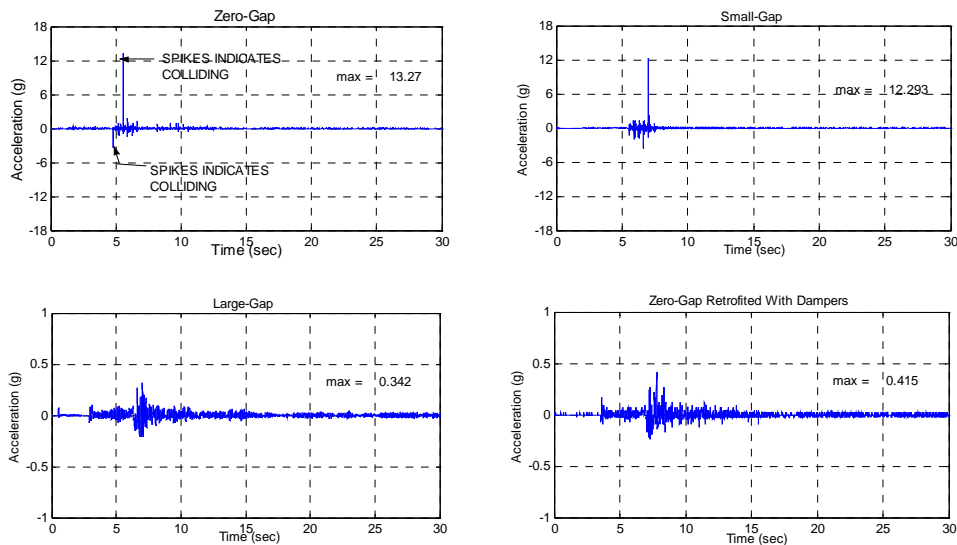 Zero-Gap
Acceleration (g)
18
12
6
0
-6
-12
-18
SPIKES INDICATES
COLLIDING
max = 13.27
SPIKES INDICATES
COLLIDING
0 5 10 15 20 25 30
Time (sec)
Small-Gap
Acceleration (g)
18
12
6
0
-6
-12
-18
max = 12.293
0 5 10 15 20 25 30
Time (sec)
Large-Gap
Acceleration (g)
1
0.5
0
-0.5
-1
max = 0.342
0 5 10 15 20 25 30
Time (sec)
Zero-Gap Retrofited With Dampers
Acceleration (g)
1
0.5
0
-0.5
-1
max = 0.415
0 5 10 15 20 25 30
Time (sec)